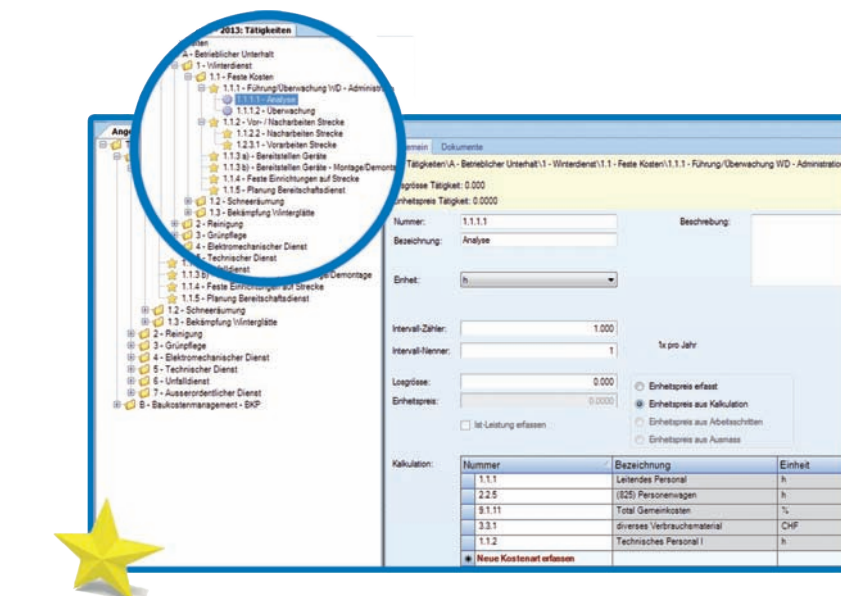 - 2013: Tätigkeiten
A - Betrieblicher Unterhalt
1 - Winterdienst
1.1 - Feste Kosten
1.1.1 - Führung/Überwachung WD - Administration
1.1.1.1 - Analyse
1.1.1.2 - Überwachung
1.1.2 - Vor- / Nacharbeiten Strecke
1.1.2.2 - Nacharbeiten Strecke
1.2.3.1 - Vorarbeiten Strecke
1.1.3 a) - Bereitstellen Geräte
1.1.3 b) - Bereitstellen Geräte - Montage/Demonta
1.1.4 - Feste Einrichtungen auf Strecke
1.1.5 - Planung Bereitschaftsdienst
1.2 - Schneeräumung
1.3 - Bekämpfung Winterglätte
2 - Reinigung
3 - Grünpflege
4 - Elektromechanischer Dienst
Technischer Dienst
1.1.3 b)
ge/Demontage
1.1.4 - Feste Einrichtungen auf Strecke
1.1.5 - Planung Bereitschaftsdienst
1.2 - Schneeräumung
1.3 - Bekämpfung Winterglätte
2 - Reinigung
3 - Grünpflege
4 - Elektromechanischer Dienst
5 - Technischer Dienst
6 - Unfalldienst
7 - Ausserordentlicher Dienst
B - Baukostenmanagement - BKP
Ange
emein Dokumente
Tätigkeiten\A - Betrieblicher Unterhalt\1 - Winterdienst\1.1 - Feste Kosten\1.1.1 - Führung/Überwachung WD - Administration
osgrösse Tätigkeit: 0.000
inheitspreis Tätigkeit: 0.0000
Nummer: 1.1.1.1 Beschreibung:
Bezeichnung: Analyse
Einheit: h
Intervall-Zähler: 1.000
Intervall-Nenner: 1 1x pro Jahr
Losgrösse: 0.000 Einheitspreis erfasst
Einheitspreis: 0.0000 Einheitspreis aus Kalkulation
Ist-Leistung erfassen Einheitspreis aus Arbeitsschritten
Einheitspreis aus Ausmass
Kalkulation: Nummer Bezeichnung Einheit
1.1.1 Leitendes Personal h
2.2.5 (825) Personenwagen h
9.1.11 Total Gemeinkosten %
3.3.1 diverses Verbrauchsmaterial CHF
1.1.2 Technisches Personal I h
Neue Kostenart erfassen